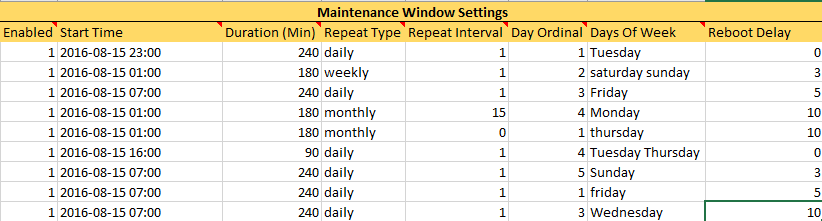 Maintenance Window Settings
Enabled Start Time Duration (Min) Repeat Type Repeat Interval Day Ordinal Days Of Week Reboot Delay
1 2016-08-15 23:00 240 daily 1 1 Tuesday 0
1 2016-08-15 01:00 180 weekly 1 2 saturday sunday 3
1 2016-08-15 07:00 240 daily 1 3 Friday 5
1 2016-08-15 01:00 180 monthly 15 4 Monday 10
1 2016-08-15 01:00 180 monthly 0 1 thursday 10
1 2016-08-15 16:00 90 daily 1 4 Tuesday Thursday 0
1 2016-08-15 07:00 240 daily 1 5 Sunday 3
1 2016-08-15 07:00 240 daily 1 1 friday 5
1 2016-08-15 07:00 240 daily 1 3 Wednesday 10